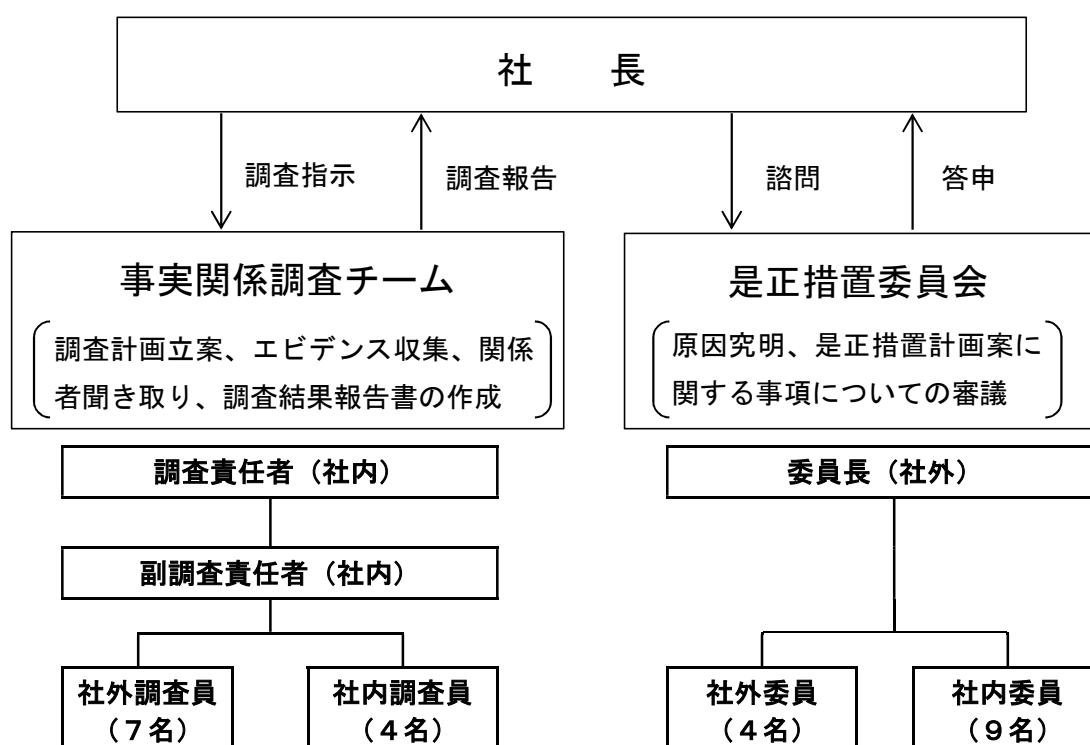 社　　長
調査指示
調査報告
諮問
答申
事実関係調査チーム
調査計画立案、エビデンス収集、関係
者聞き取り、調査結果報告書の作成
是正措置委員会
原因究明、是正措置計画案に
関する事項についての審議
調査責任者（社内）
副調査責任者（社内）
社外調査員
（７名）
社内調査員
（４名）
委員長（社外）
社外委員
（４名）
社内委員
（９名）